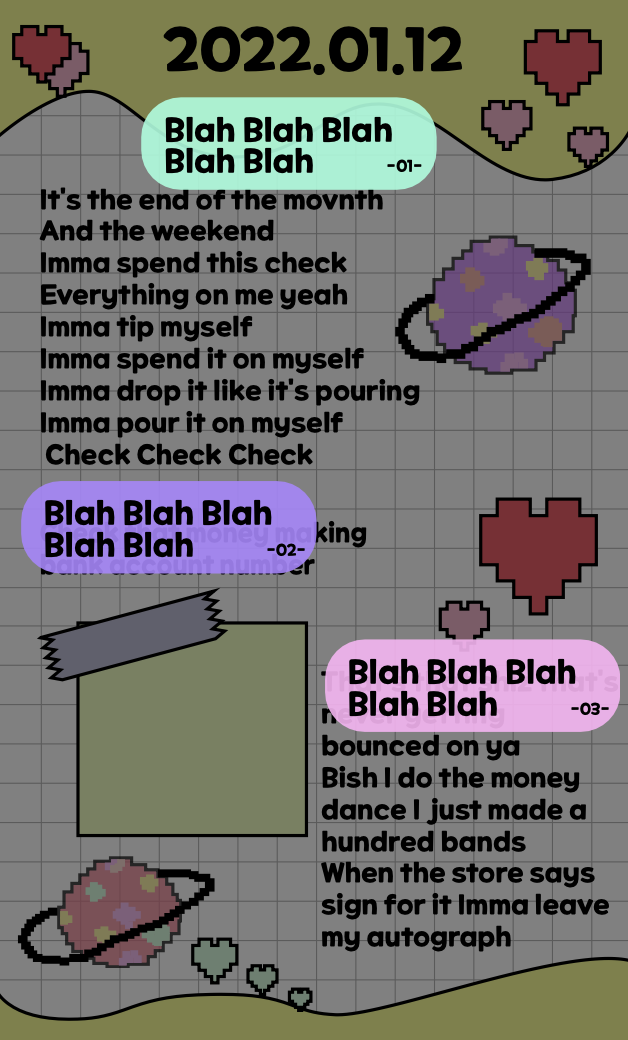 2022.01.12
Blah Blah Blah
Blah Blah
-01-
It's the end of the movnth
And the weekend
Imma spend this check
Everything on me yeah
Imma tip myself
Imma spend it on myself
Imma drop it like it's pouring
Imma pour it on myself
Check Check Check
Blah Blah Blah
Blah Blah
-02-
money making
bank account number
Blah Blah Blah
Blah Blah
-03-
that's
never getting
bounced on ya
Bish I do the money
dance I just made a
hundred bands
When the store says
sign for it Imma leave
my autograph